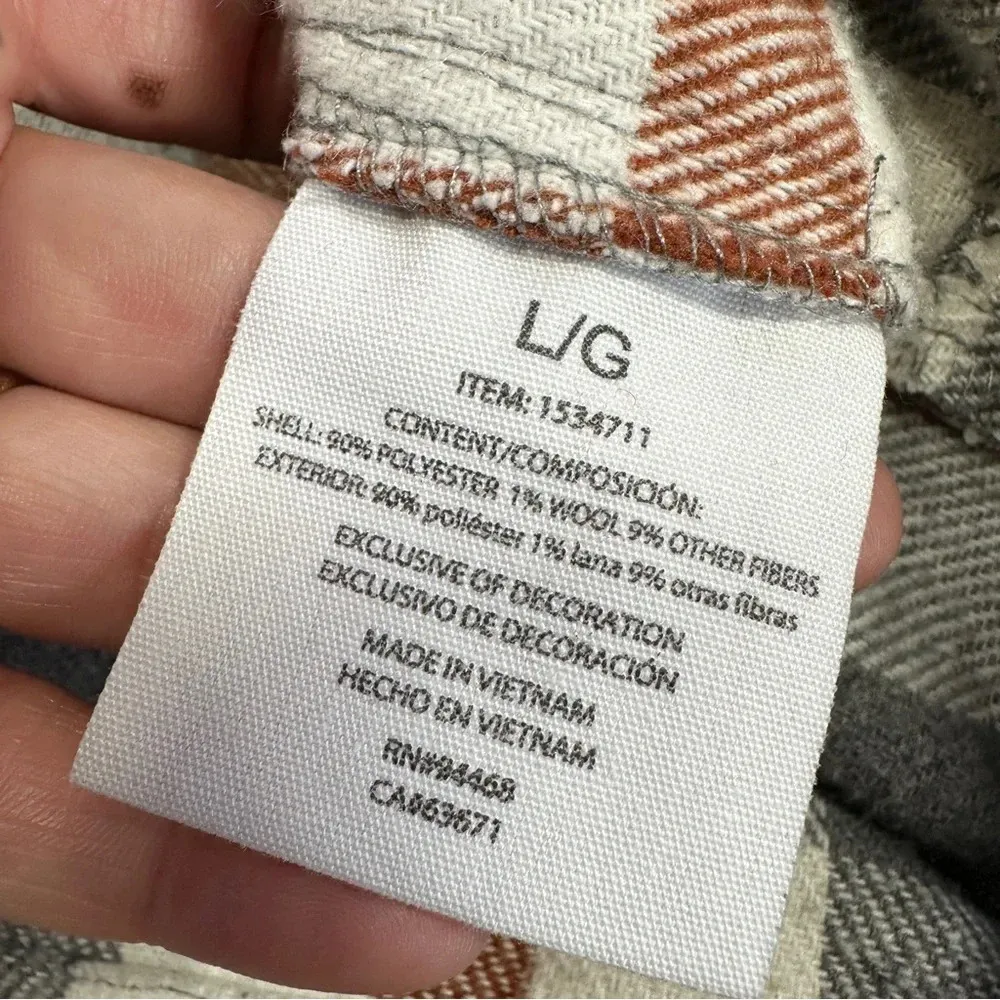 L/G
ITEM: 1534711
CONTENT/COMPOSICIÓN:
SHELL: 90% POLYESTER 1% WOOL 9% OTHER FIBERS
EXTERIOR: 90% poliéster 1% lana 9% otras fibras
EXCLUSIVE OF DECORATION
EXCLUSIVO DE DECORACIÓN
MADE IN VIETNAM
HECHO EN VIETNAM
RN#94468
CA#63671